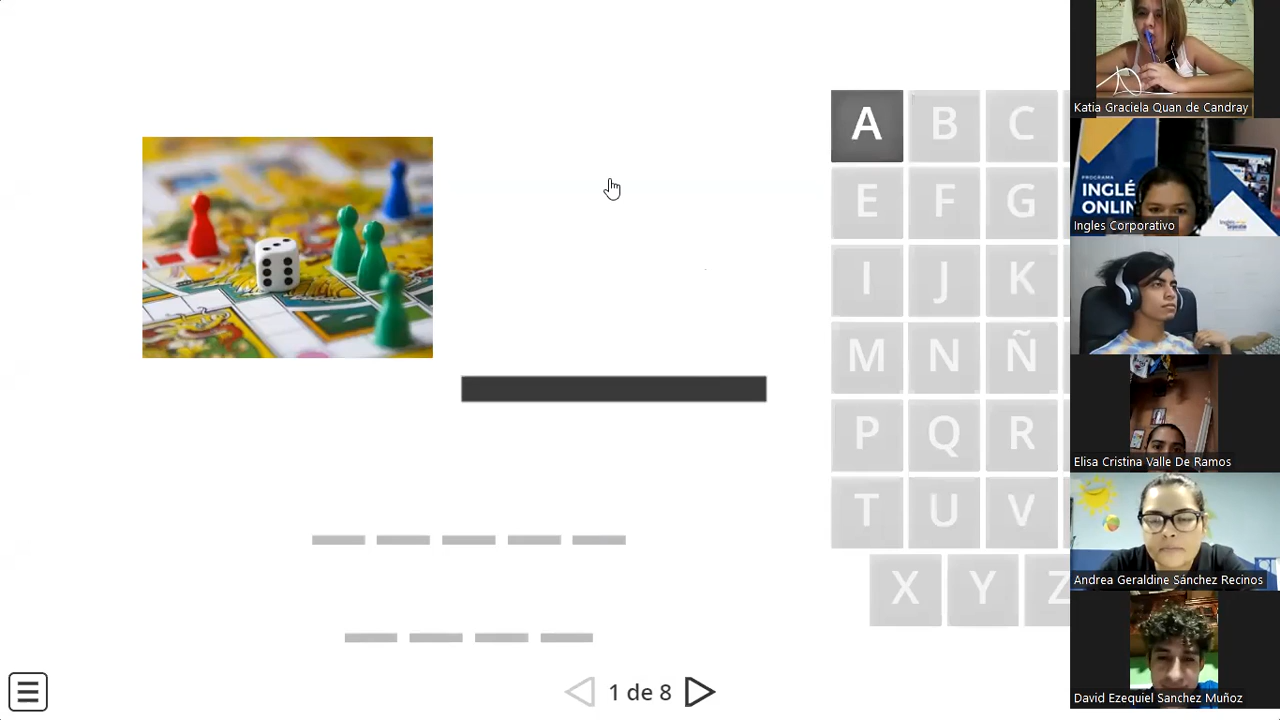 A B C
E F G
I J K
M N Ñ
P Q R
T U V
X Y Z
1 de 8
Katia Graciela Quan de Candray
PROGRAMA
INGLÉ
ONLIN
Ingles Corporativo
Elisa Cristina Valle De Ramos
Andrea Geraldine Sánchez Recinos
David Ezequiel Sanchez Muñoz